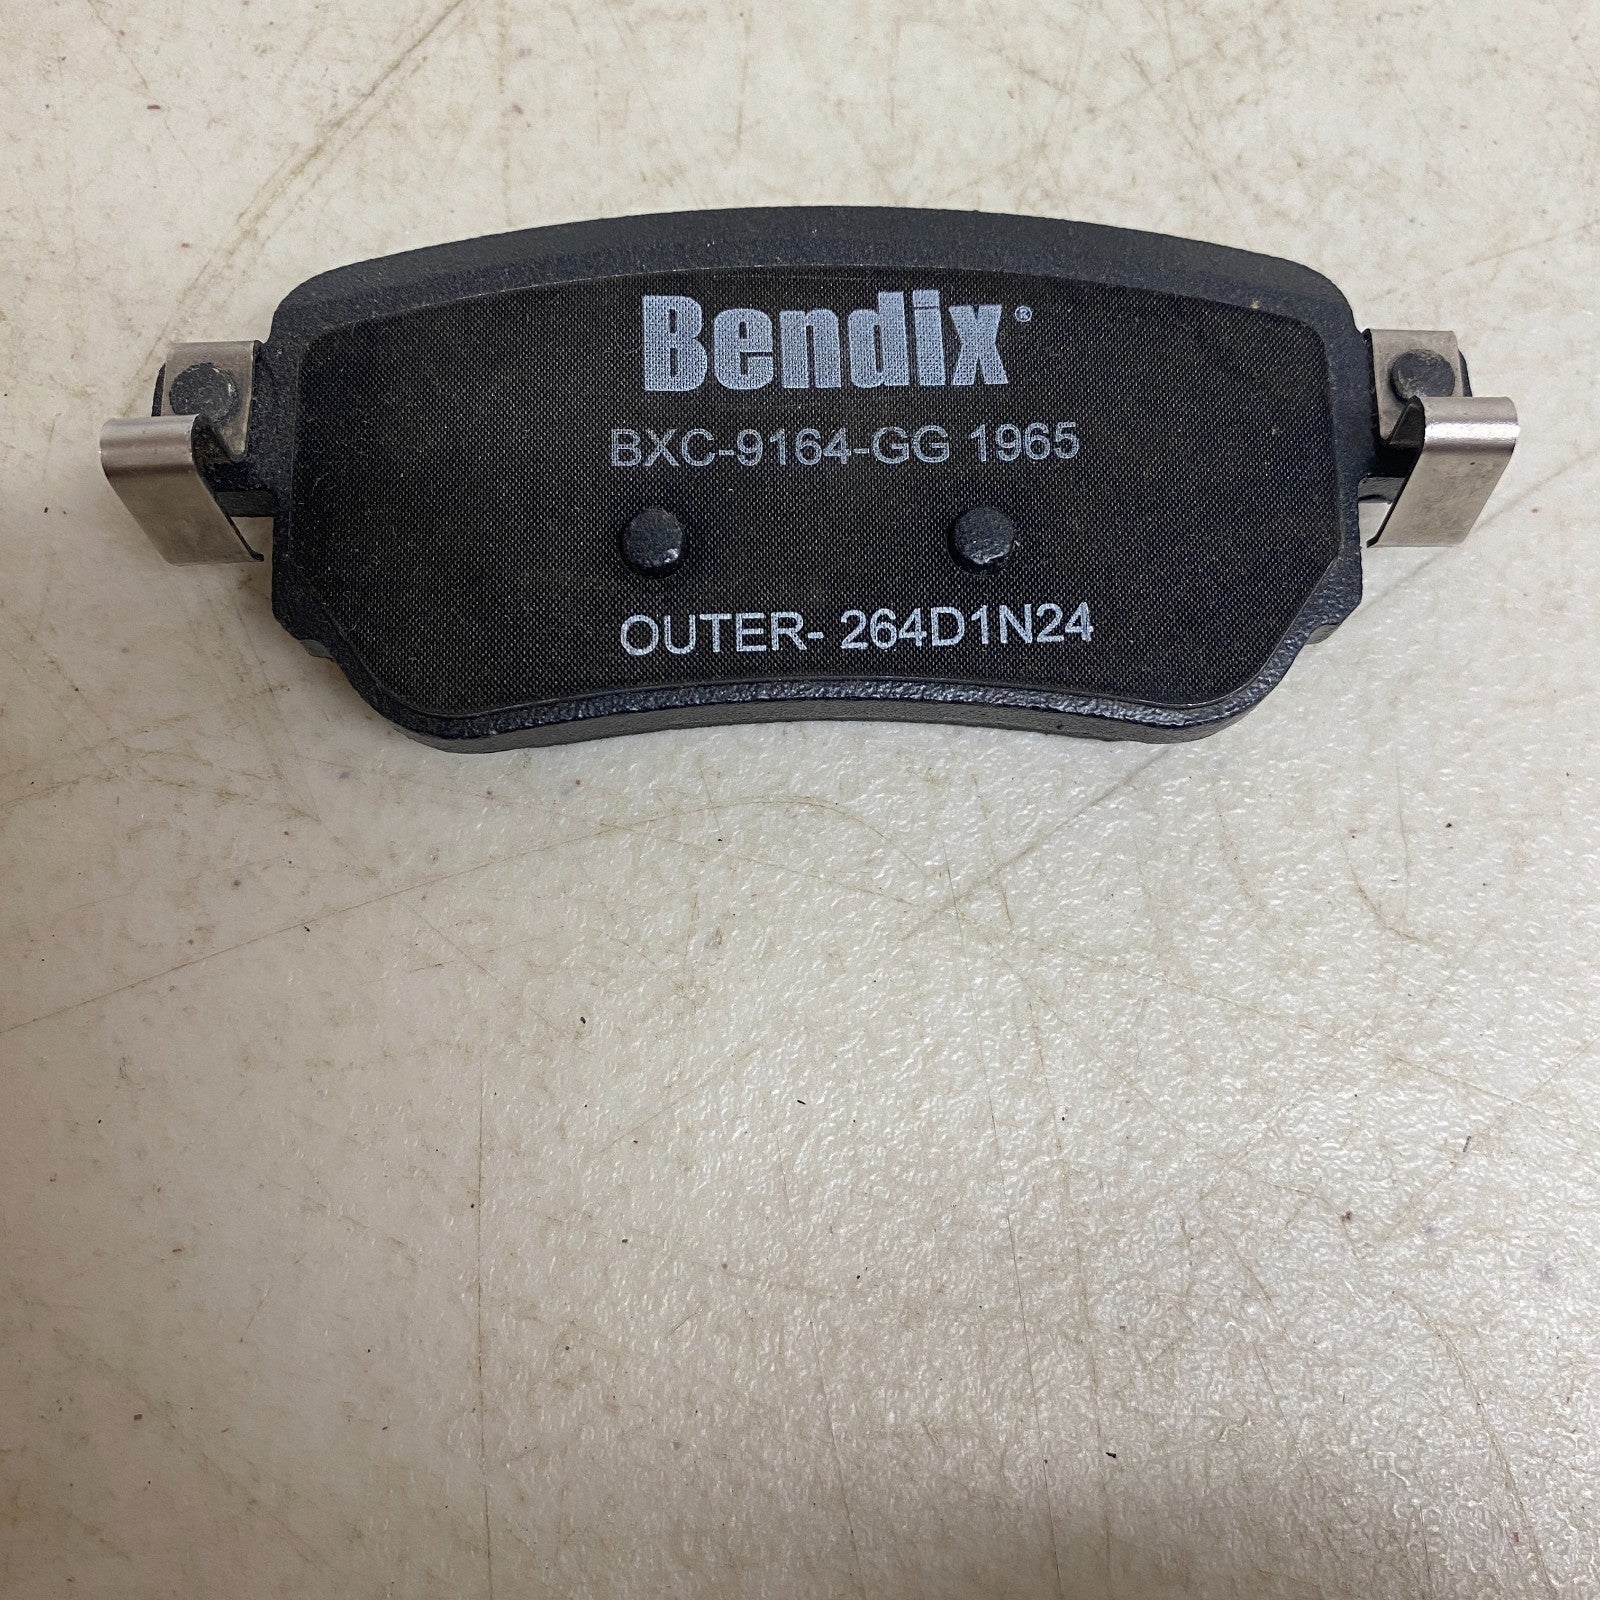 Bendix®
BXC-9164-GG 1965
OUTER- 264D1N24